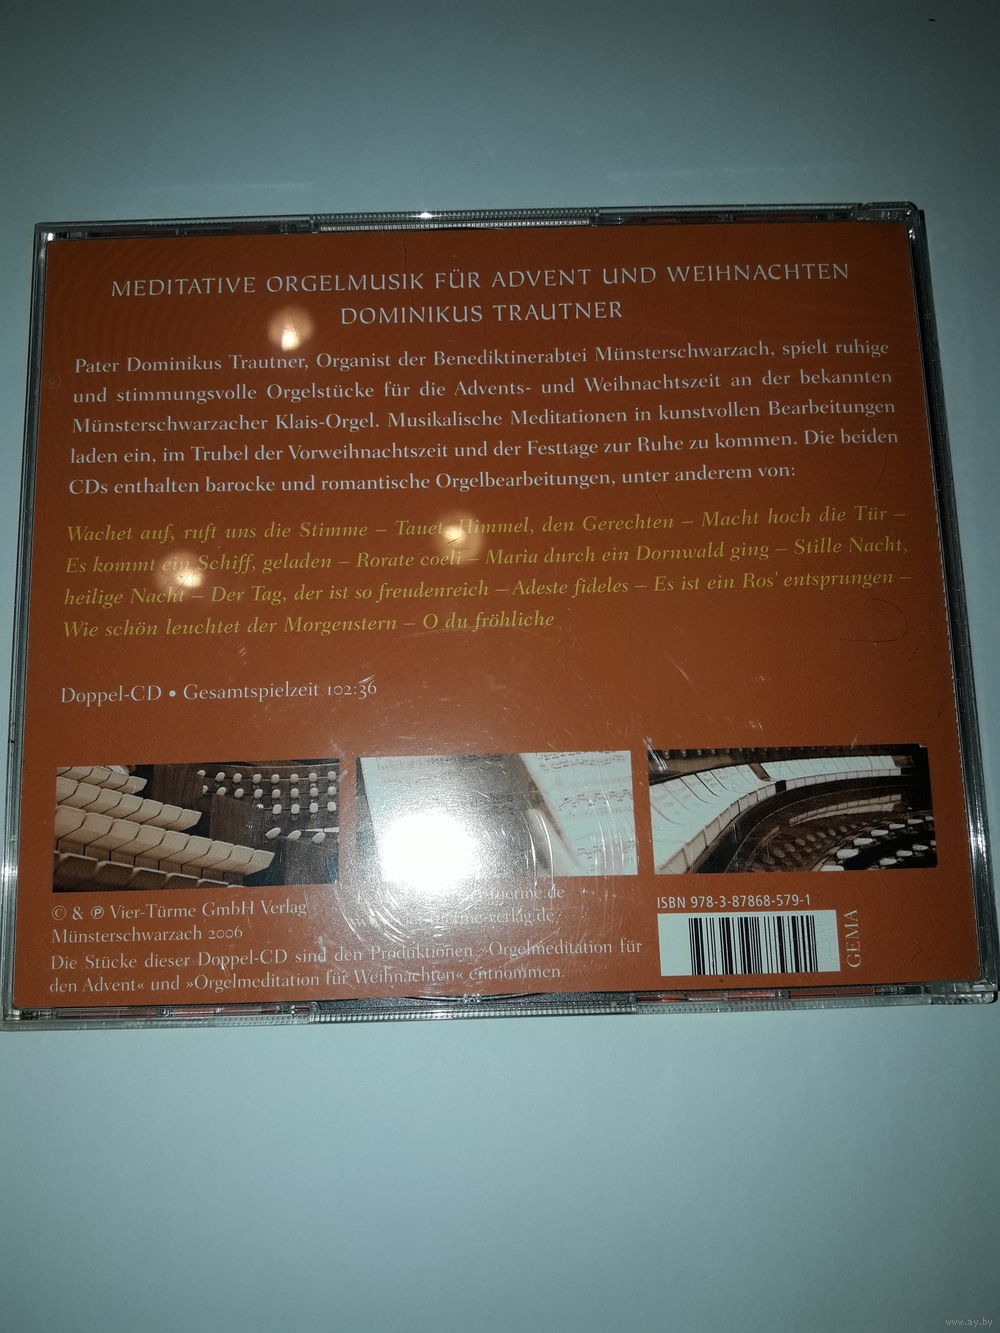 MEDITATIVE ORGELMUSIK FÜR ADVENT UND WEIHNACHTEN
DOMINIKUS TRAUTNER
Pater Dominikus Trautner, Organist der Benediktinerabtei Münsterschwarzach, spielt ruhige
und stimmungsvolle Orgelstücke für die Advents- und Weihnachtszeit an der bekannten
Münsterschwarzacher Klais-Orgel. Musikalische Meditationen in kunstvollen Bearbeitungen
laden ein, im Trubel der Vorweihnachtszeit und der Festtage zur Ruhe zu kommen. Die beiden
CDs enthalten barocke und romantische Orgelbearbeitungen, unter anderem von:
Wachet auf, ruft uns die Stimme – Tauet, Himmel, den Gerechten – Macht hoch die Tür –
Es kommt ein Schiff, geladen – Rorate coeli – Maria durch ein Dornwald ging – Stille Nacht,
heilige Nacht – Der Tag, der ist so freudenreich – Adeste fideles – Es ist ein Ros' entsprungen –
Wie schön leuchtet der Morgenstern – O du fröhliche
Doppel-CD • Gesamtspielzeit 102:36
© & ℗ Vier-Türme GmbH Verlag
Münsterschwarzach 2006
Die Stücke dieser Doppel-CD sind den Produktionen »Orgelmeditation für
den Advent« und »Orgelmeditation für Weihnachten« entnommen.
ISBN 978-3-87868-579-1
GEMA
www.ay.by